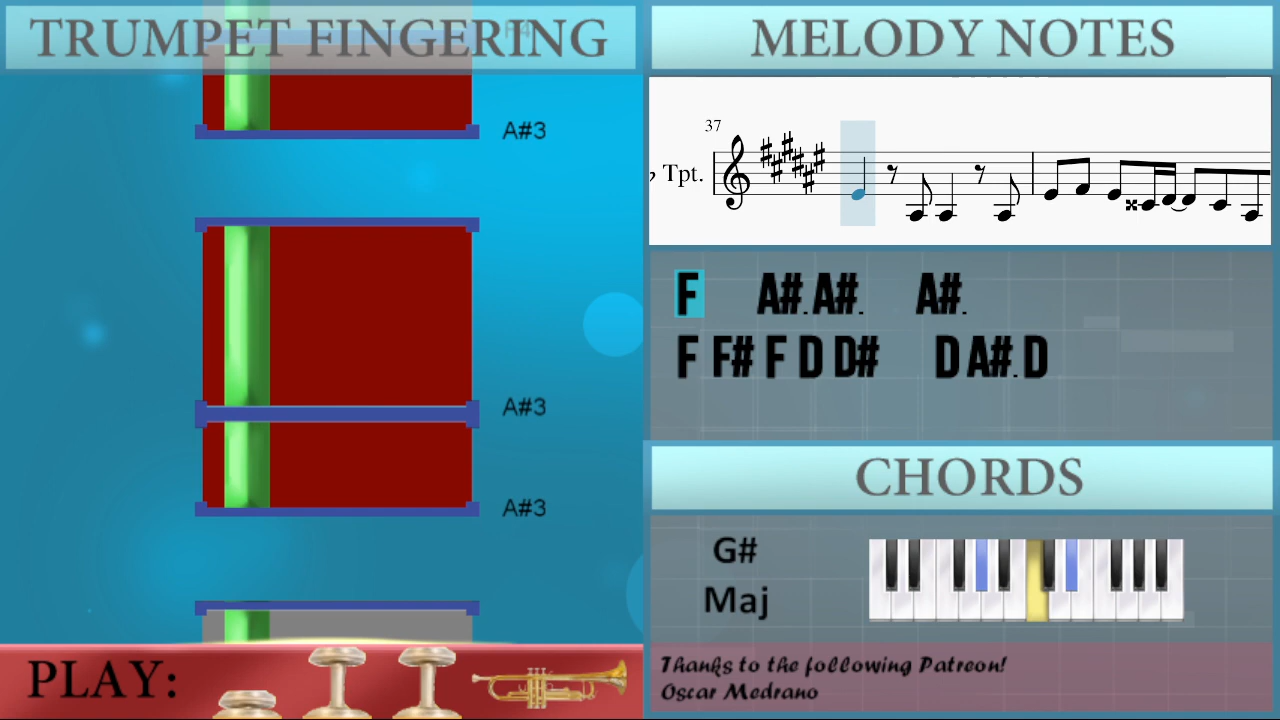 TRUMPET FINGERING
A#3
A#3
A#3
PLAY:
MELODY NOTES
37
Tpt.
F A#. A#. A#.
F F# F D D# D A#. D
CHORDS
G#
Maj
Thanks to the following Patreon!
Oscar Medrano